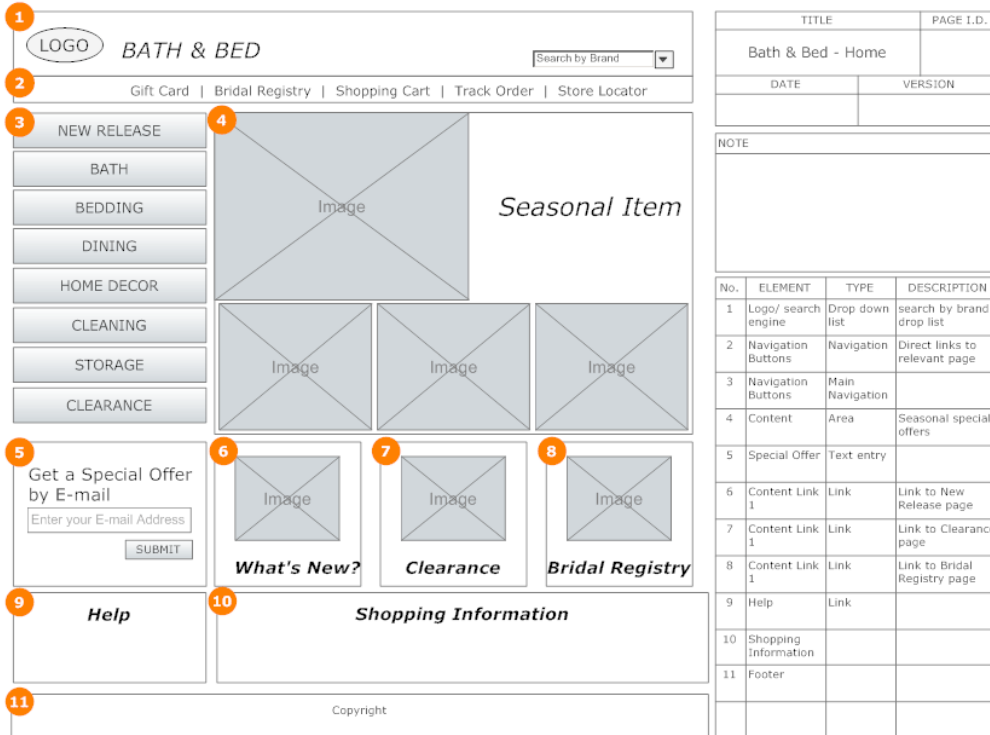 1
LOGO
BATH & BED
Search by Brand
2
Gift Card | Bridal Registry | Shopping Cart | Track Order | Store Locator
3
NEW RELEASE
BATH
BEDDING
DINING
HOME DECOR
CLEANING
STORAGE
CLEARANCE
4
Image
Seasonal Item
Image Image Image
5
Get a Special Offer
by E-mail
Enter your E-mail Address
SUBMIT
6
Image
What's New?
7
Image
Clearance
8
Image
Bridal Registry
9
Help
10
Shopping Information
11
Copyright
TITLE PAGE I.D.
Bath & Bed - Home
DATE VERSION
NOTE
No. ELEMENT TYPE DESCRIPTION
1 Logo/ search Drop down search by brand
engine list drop list
2 Navigation Navigation Direct links to
Buttons relevant page
3 Navigation Main
Buttons Navigation
4 Content Area Seasonal special
offers
5 Special Offer Text entry
6 Content Link Link Link to New
1 Release page
7 Content Link Link Link to Clearance
1 page
8 Content Link Link Link to Bridal
1 Registry page
9 Help Link
10 Shopping
Information
11 Footer